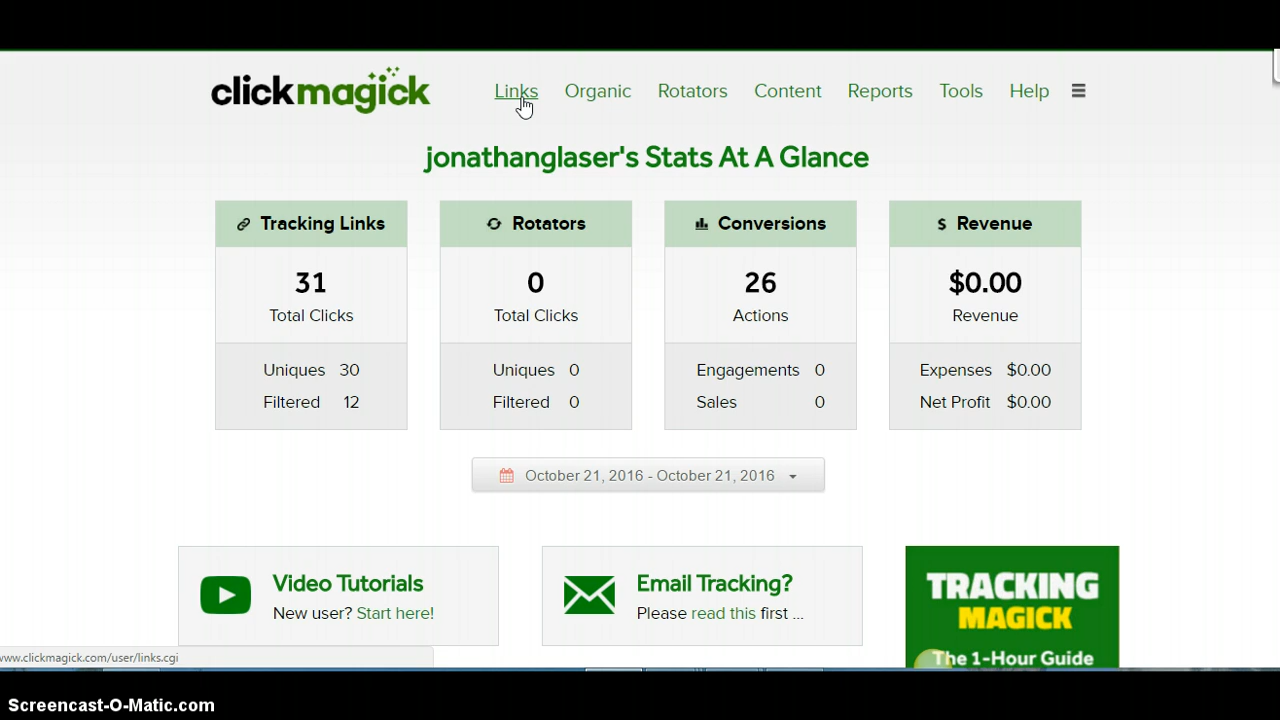 clickmagick
Links Organic Rotators Content Reports Tools Help
jonathanglaser's Stats At A Glance
Tracking Links
31
Total Clicks
Uniques 30
Filtered 12
Rotators
0
Total Clicks
Uniques 0
Filtered 0
Conversions
26
Actions
Engagements 0
Sales 0
$ Revenue
$0.00
Revenue
Expenses $0.00
Net Profit $0.00
October 21, 2016 - October 21, 2016
Video Tutorials
New user? Start here!
Email Tracking?
Please read this first ...
TRACKING
MAGICK
The 1-Hour Guide
www.clickmagick.com/user/links.cgi
Screencast-O-Matic.com